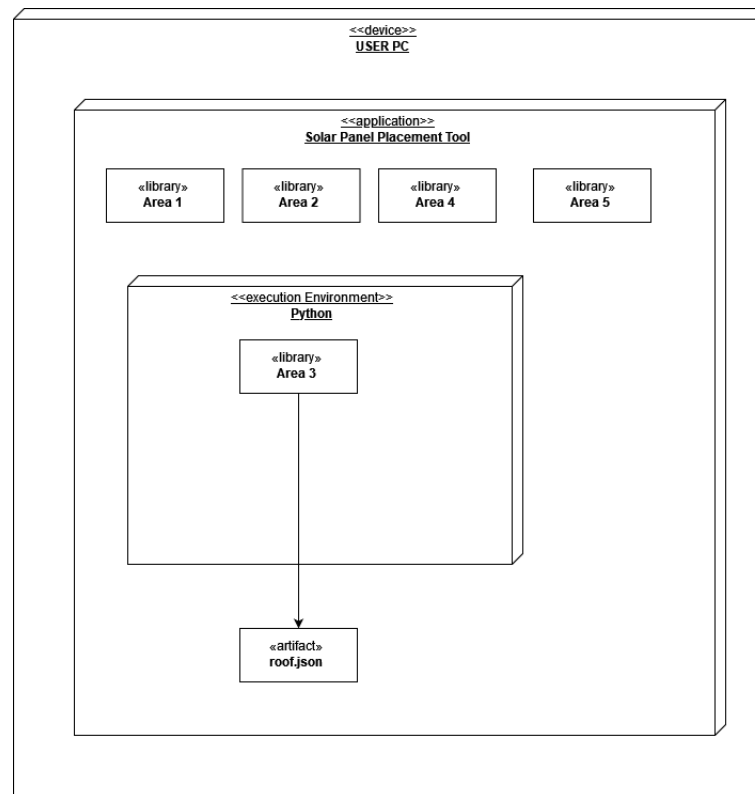 <<device>>
USER PC
<<application>>
Solar Panel Placement Tool
«library»
Area 1
«library»
Area 2
«library»
Area 4
«library»
Area 5
<<execution Environment>>
Python
«library»
Area 3
«artifact»
roof.json